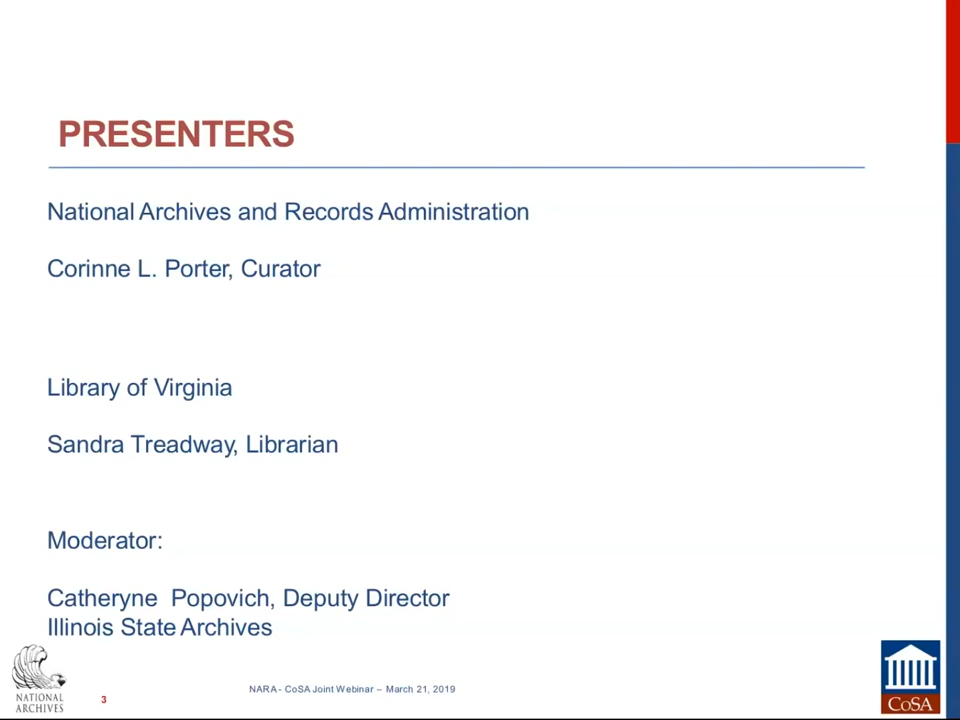 PRESENTERS
National Archives and Records Administration
Corinne L. Porter, Curator
Library of Virginia
Sandra Treadway, Librarian
Moderator:
Catheryne Popovich, Deputy Director
Illinois State Archives
NATIONAL
ARCHIVES
3
NARA - CoSA Joint Webinar – March 21, 2019
CoSA